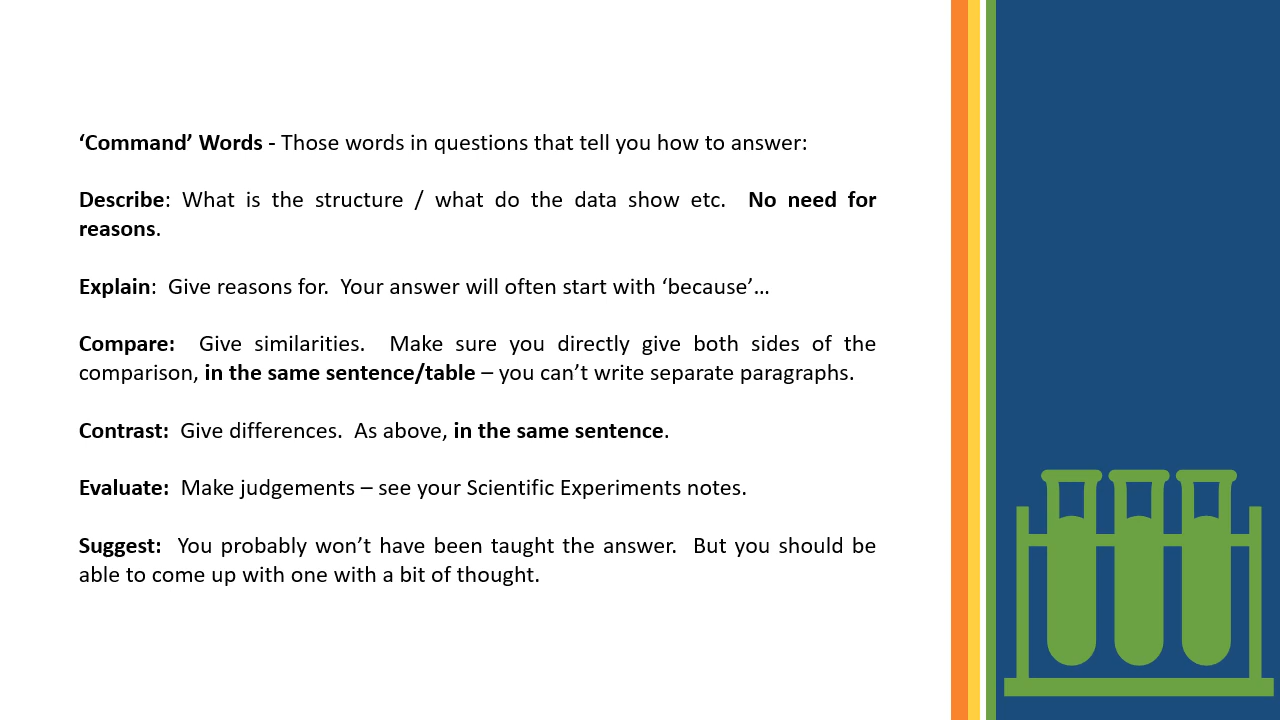 ‘Command’ Words - Those words in questions that tell you how to answer:
Describe: What is the structure / what do the data show etc. No need for
reasons.
Explain: Give reasons for. Your answer will often start with ‘because’…
Compare: Give similarities. Make sure you directly give both sides of the
comparison, in the same sentence/table – you can’t write separate paragraphs.
Contrast: Give differences. As above, in the same sentence.
Evaluate: Make judgements – see your Scientific Experiments notes.
Suggest: You probably won’t have been taught the answer. But you should be
able to come up with one with a bit of thought.